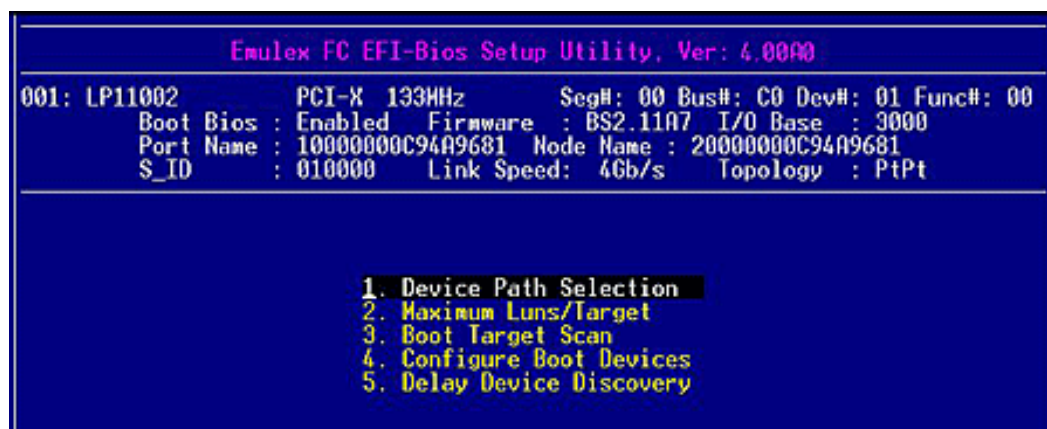 Emulex FC EFI-Bios Setup Utility, Ver: 4.00A0
001: LP11002 PCI-X 133MHz Seg#: 00 Bus#: C0 Dev#: 01 Func#: 00
Boot Bios : Enabled Firmware : BS2.11A7 I/O Base : 3000
Port Name : 10000000C94A9681 Node Name : 20000000C94A9681
S_ID : 010000 Link Speed: 4Gb/s Topology : PtPt
1. Device Path Selection
2. Maximum Luns/Target
3. Boot Target Scan
4. Configure Boot Devices
5. Delay Device Discovery